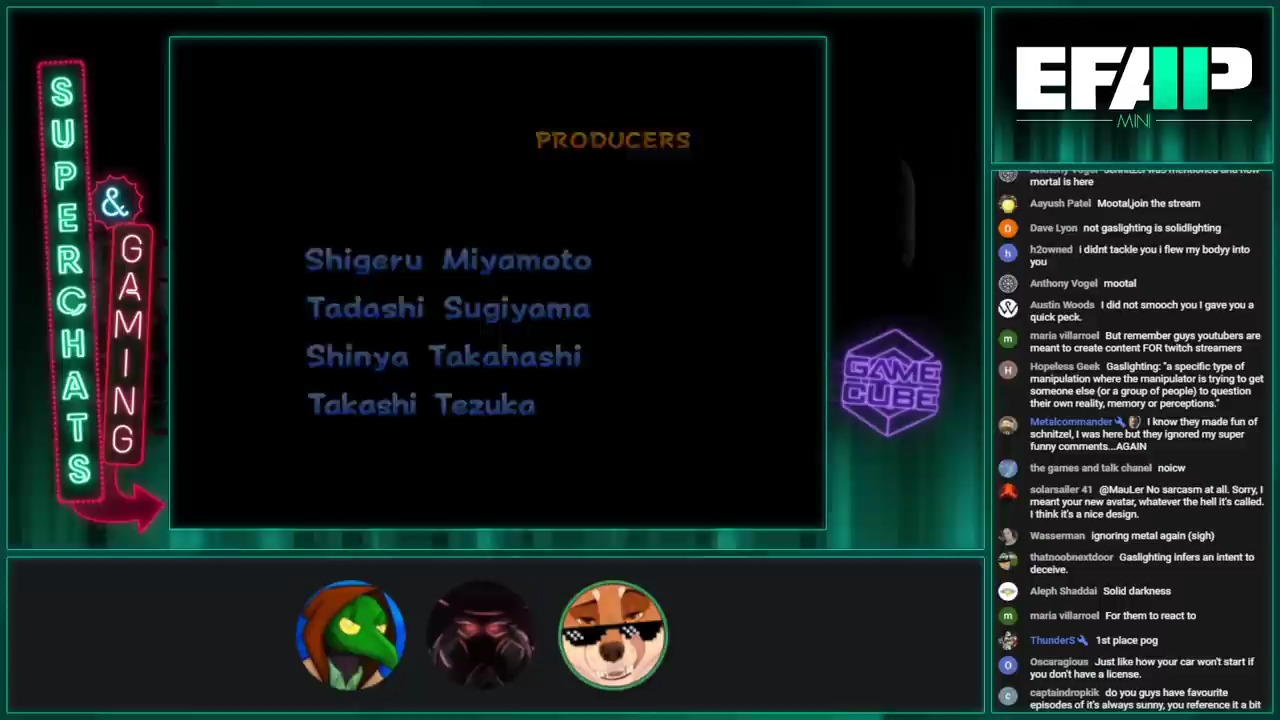 SUPERCHATS
&
GAMING
PRODUCERS
Shigeru Miyamoto
Tadashi Sugiyama
Shinya Takahashi
Takashi Tezuka
GAME
CUBE
EFAP
MINI
mortal is here
Aayush Patel Mootal,join the stream
Dave Lyon not gaslighting is solidlighting
h2owned i didnt tackle you i flew my bodyy into
you
Anthony Vogel mootal
Austin Woods I did not smooch you I gave you a
quick peck.
maria villarroel But remember guys youtubers are
meant to create content FOR twitch streamers
Hopeless Geek Gaslighting: "a specific type of
manipulation where the manipulator is trying to get
someone else (or a group of people) to question
their own reality, memory or perceptions."
Metalcommander I know they made fun of
schnitzel, I was here but they ignored my super
funny comments...AGAIN
the games and talk chanel noicw
solarsailer 41 @MauLer No sarcasm at all. Sorry, I
meant your new avatar, whatever the hell it's called.
I think it's a nice design.
Wasserman ignoring metal again (sigh)
thatnoobnextdoor Gaslighting infers an intent to
deceive.
Aleph Shaddai Solid darkness
maria villarroel For them to react to
ThunderS 1st place pog
Oscaragious Just like how your car won't start if
you don't have a license.
captaindropkik do you guys have favourite
episodes of it's always sunny, you reference it a bit